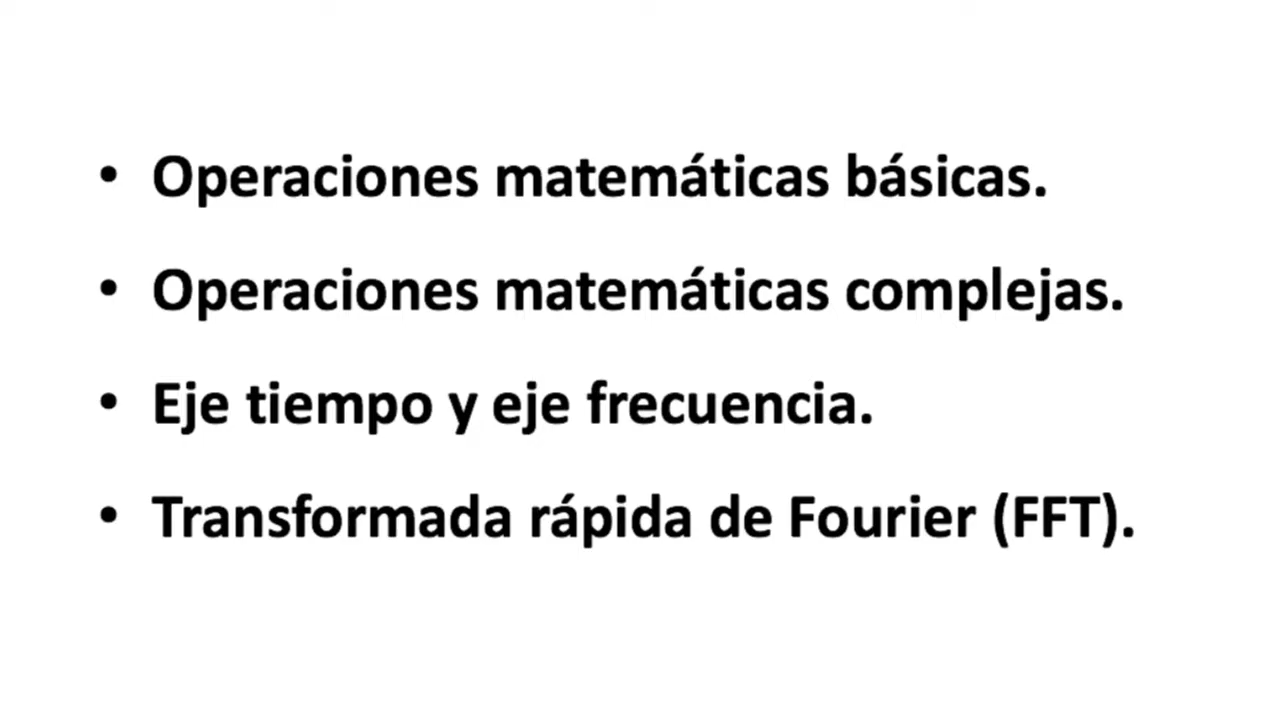 • Operaciones matemáticas básicas.
• Operaciones matemáticas complejas.
• Eje tiempo y eje frecuencia.
• Transformada rápida de Fourier (FFT).